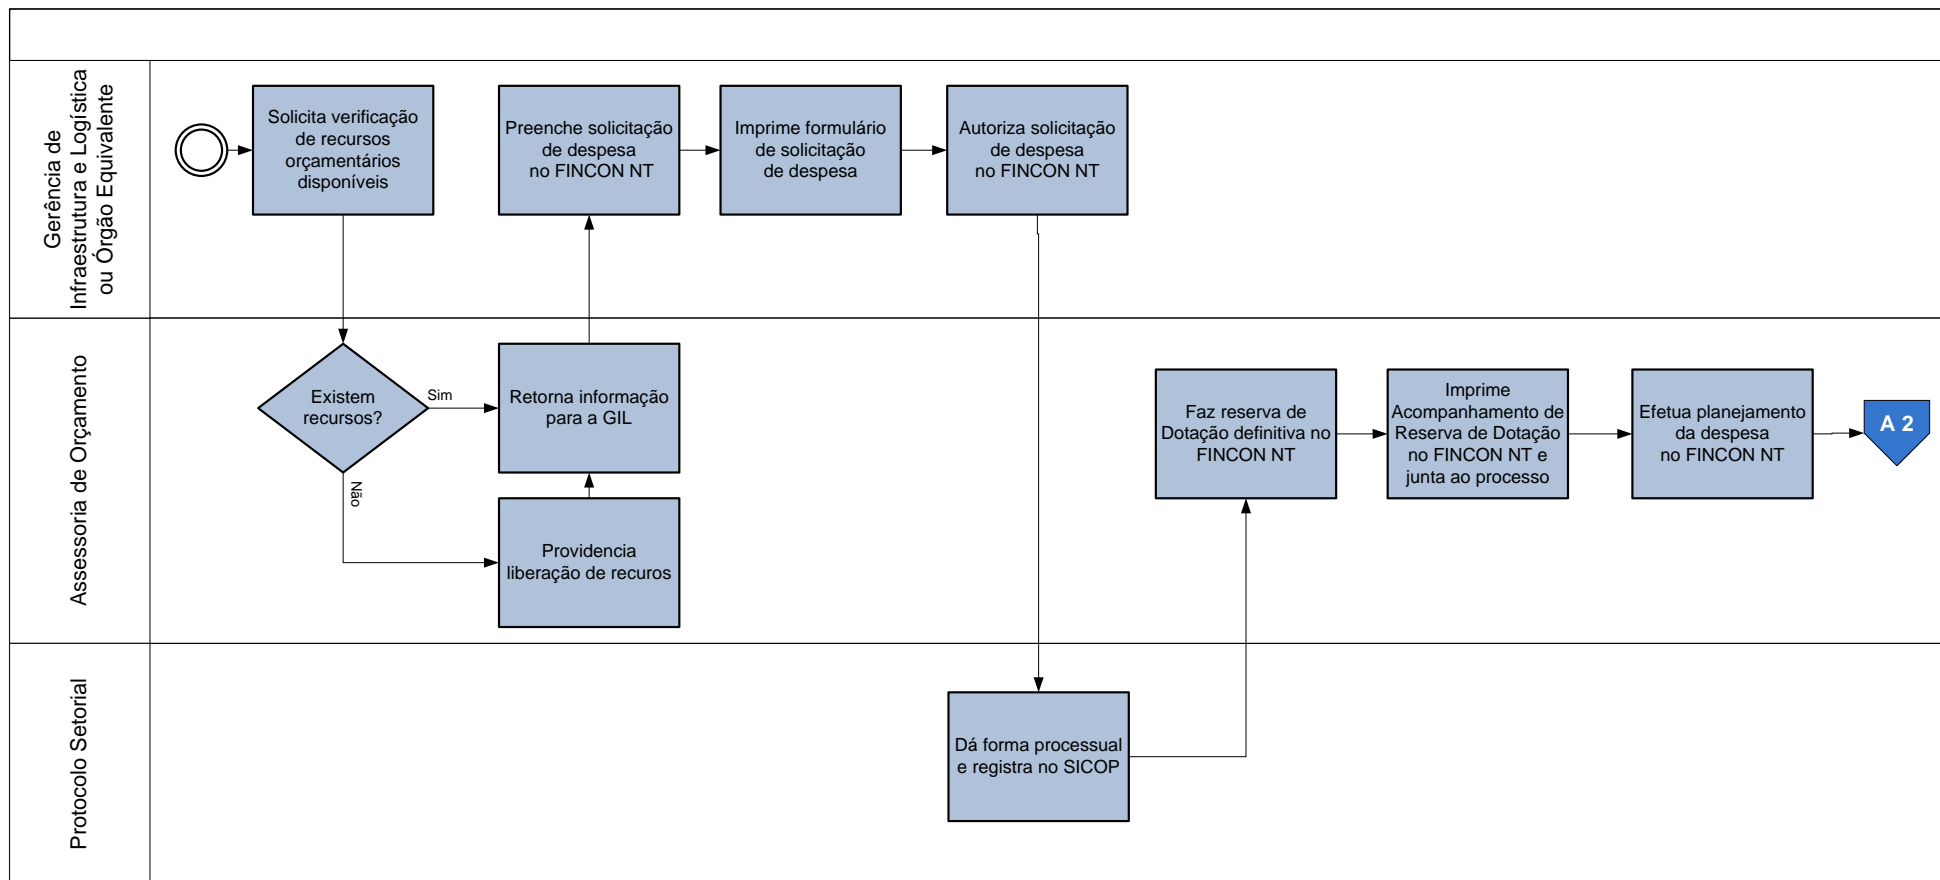 Gerência de
Infraestrutura e Logística
ou Órgão Equivalente
Solicita verificação
de recursos
orçamentários
disponíveis
Preenche solicitação
de despesa
no FINCON NT
Imprime formulário
de solicitação
de despesa
Autoriza solicitação
de despesa
no FINCON NT
Assessoria de Orçamento
Existem
recursos?
Sim
Não
Retorna informação
para a GIL
Providencia
liberação de recuros
Faz reserva de
Dotação definitiva no
FINCON NT
Imprime
Acompanhamento de
Reserva de Dotação
no FINCON NT e
junta ao processo
Efetua planejamento
da despesa
no FINCON NT
A 2
Protocolo Setorial
Dá forma processual
e registra no SICOP